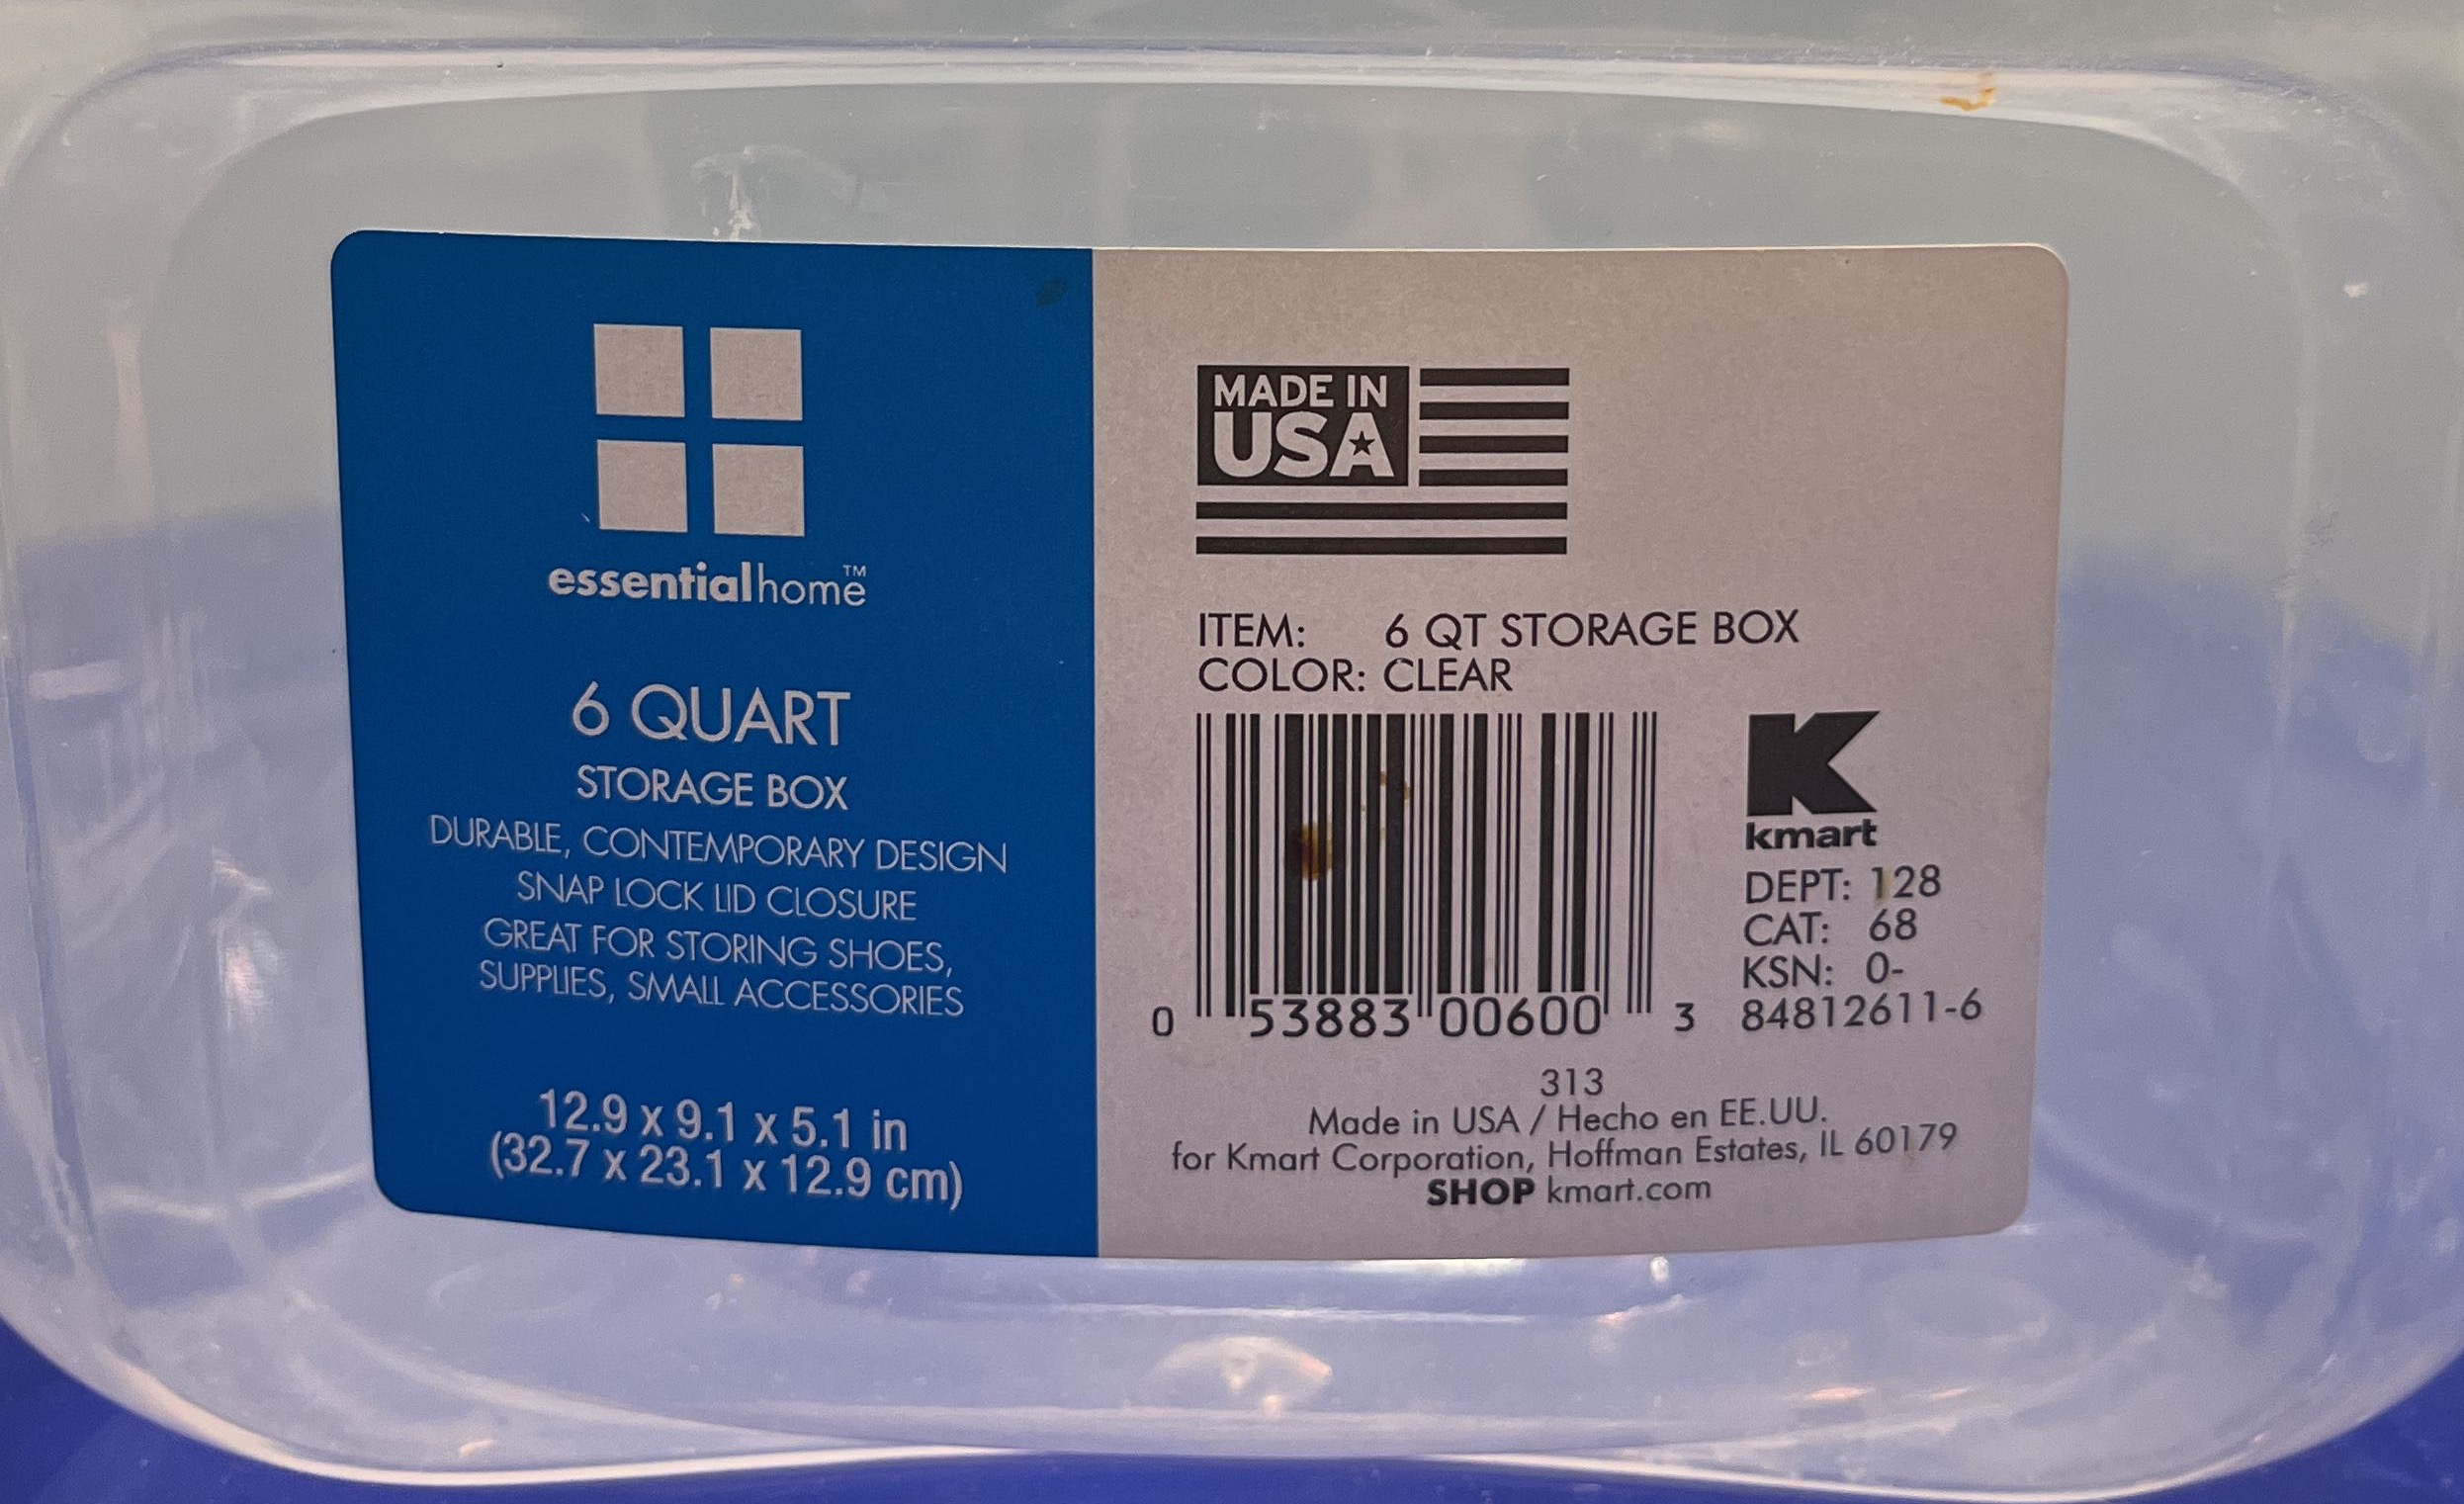 essentialhome™
6 QUART
STORAGE BOX
DURABLE, CONTEMPORARY DESIGN
SNAP LOCK LID CLOSURE
GREAT FOR STORING SHOES,
SUPPLIES, SMALL ACCESSORIES
12.9 x 9.1 x 5.1 in
(32.7 x 23.1 x 12.9 cm)
MADE IN
USA
ITEM: 6 QT STORAGE BOX
COLOR: CLEAR
0 53883 00600 3
K
kmart
DEPT: 128
CAT: 68
KSN: 0-
84812611-6
313
Made in USA / Hecho en EE.UU.
for Kmart Corporation, Hoffman Estates, IL 60179
SHOP kmart.com